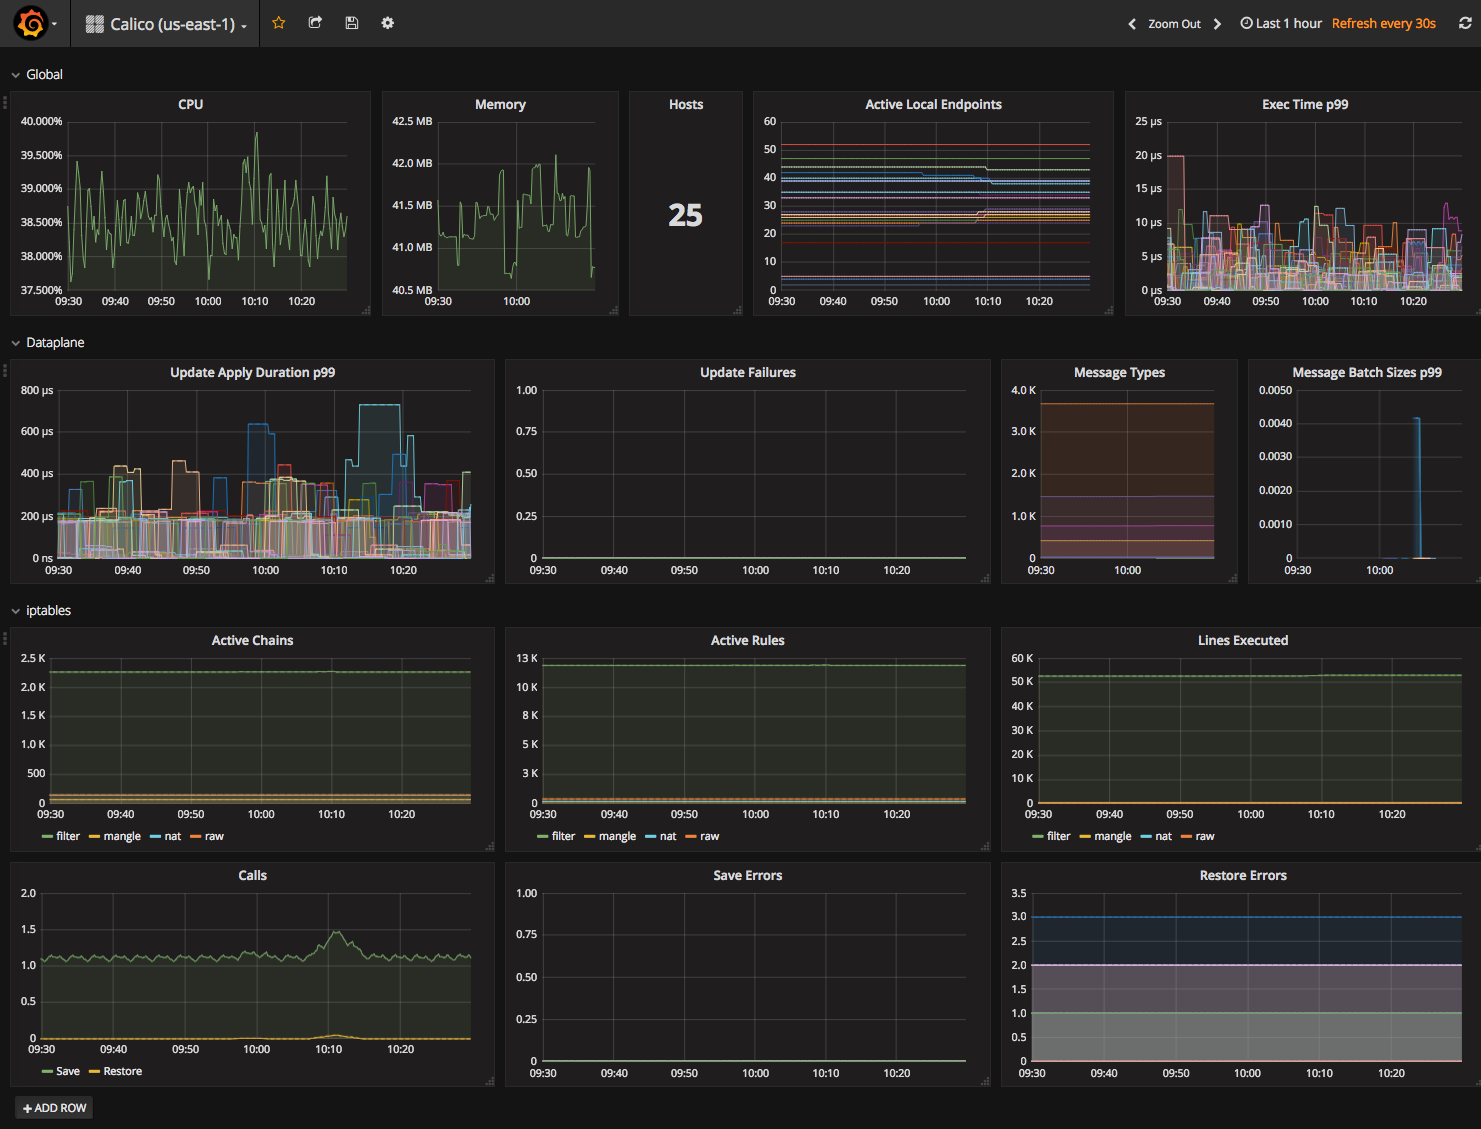 Calico (us-east-1)
Zoom Out
Last 1 hour
Refresh every 30s
Global
CPU
40.000%
39.500%
39.000%
38.500%
38.000%
37.500%
09:30 09:40 09:50 10:00 10:10 10:20
Memory
42.5 MB
42.0 MB
41.5 MB
41.0 MB
40.5 MB
09:30 10:00
Hosts
25
Active Local Endpoints
60
50
40
30
20
10
0
09:30 09:40 09:50 10:00 10:10 10:20
Exec Time p99
25 µs
20 µs
15 µs
10 µs
5 µs
0 µs
09:30 09:40 09:50 10:00 10:10 10:20
Dataplane
Update Apply Duration p99
800 µs
600 µs
400 µs
200 µs
0 ns
09:30 09:40 09:50 10:00 10:10 10:20
Update Failures
1.00
0.75
0.50
0.25
0
09:30 09:40 09:50 10:00 10:10 10:20
Message Types
4.0 K
3.0 K
2.0 K
1.0 K
0
09:30 10:00
Message Batch Sizes p99
0.0050
0.0040
0.0030
0.0020
0.0010
0
09:30 10:00
iptables
Active Chains
2.5 K
2.0 K
1.5 K
1.0 K
500
0
09:30 09:40 09:50 10:00 10:10 10:20
filter mangle nat raw
Active Rules
13 K
10 K
8 K
5 K
3 K
0
09:30 09:40 09:50 10:00 10:10 10:20
filter mangle nat raw
Lines Executed
60 K
50 K
40 K
30 K
20 K
10 K
0
09:30 09:40 09:50 10:00 10:10 10:20
filter mangle nat raw
Calls
2.0
1.5
1.0
0.5
0
09:30 09:40 09:50 10:00 10:10 10:20
Save Restore
Save Errors
1.00
0.75
0.50
0.25
0
09:30 09:40 09:50 10:00 10:10 10:20
Restore Errors
3.5
3.0
2.5
2.0
1.5
1.0
0.5
0
09:30 09:40 09:50 10:00 10:10 10:20
+ ADD ROW